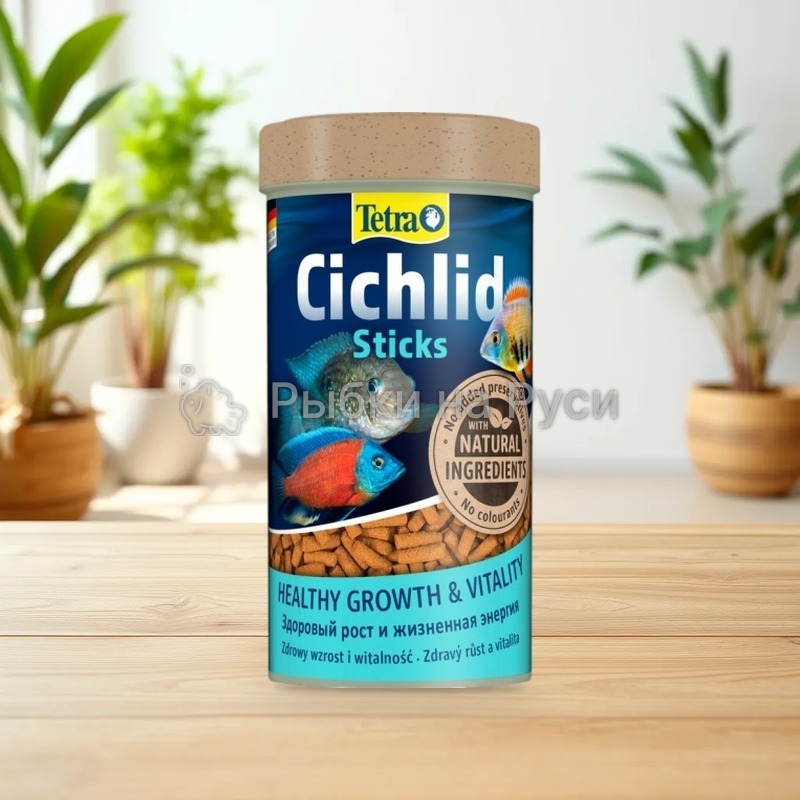 Tetra
Cichlid
Sticks
Рыбки на Руси
No added preservatives
WITH
NATURAL
INGREDIENTS
No colourants
HEALTHY GROWTH & VITALITY
Здоровый рост и жизненная энергия
Zdrowy wzrost i witalność . Zdravý růst a vitalita